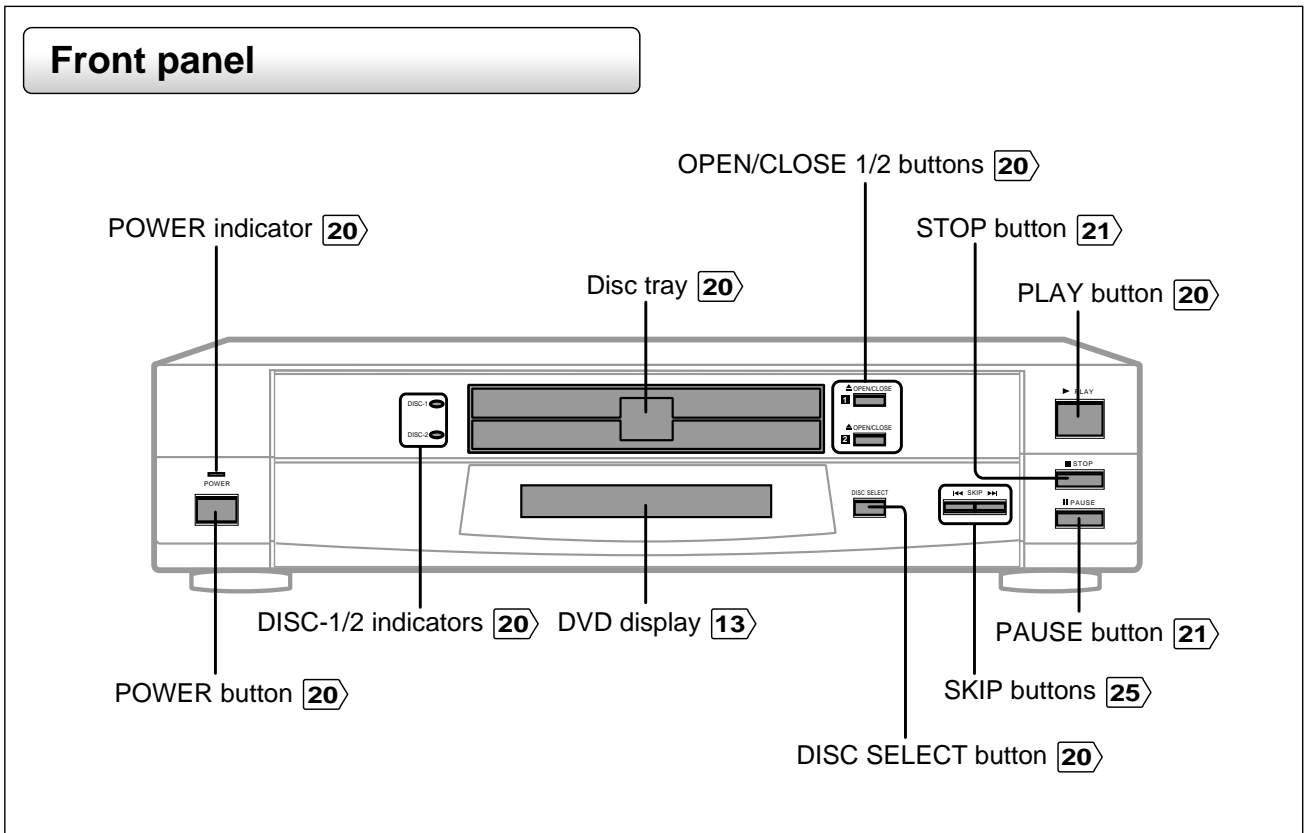 Front panel
OPEN/CLOSE 1/2 buttons 20
POWER indicator 20
STOP button 21
Disc tray 20
PLAY button 20
DISC-1
DISC-2
▲ OPEN/CLOSE
1
▲ OPEN/CLOSE
2
► PLAY
POWER
■ STOP
DISC SELECT
SKIP
PAUSE
DISC-1/2 indicators 20
DVD display 13
PAUSE button 21
POWER button 20
SKIP buttons 25
DISC SELECT button 20